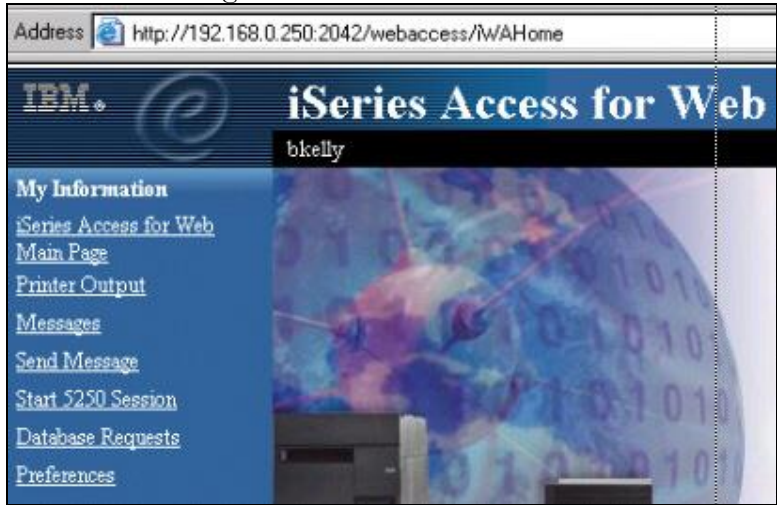 Address http://192.168.0.250:2042/webaccess/iWAHome
IBM®
iSeries Access for Web
bkelly
My Information
iSeries Access for Web
Main Page
Printer Output
Messages
Send Message
Start 5250 Session
Database Requests
Preferences